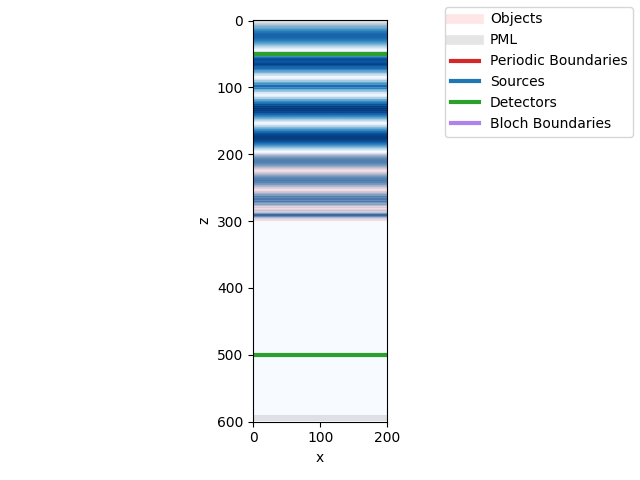 Objects
PML
Periodic Boundaries
Sources
Detectors
Bloch Boundaries
0
100
200
300
400
500
600
z
0 100 200
x